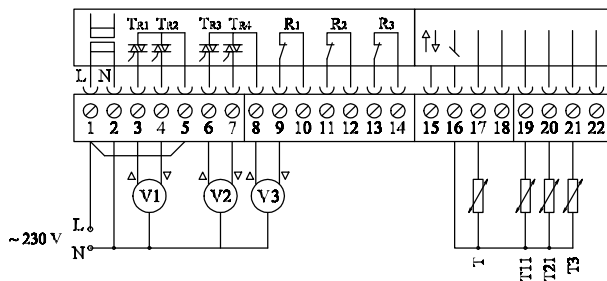 TR1 TR2 TR3 TR4 R1 R2 R3
L N
1 2 3 4 5 6 7 8 9 10 11 12 13 14 15 16 17 18 19 20 21 22
V1 V2 V3
L
~ 230 V
N
T T11 T21 T3